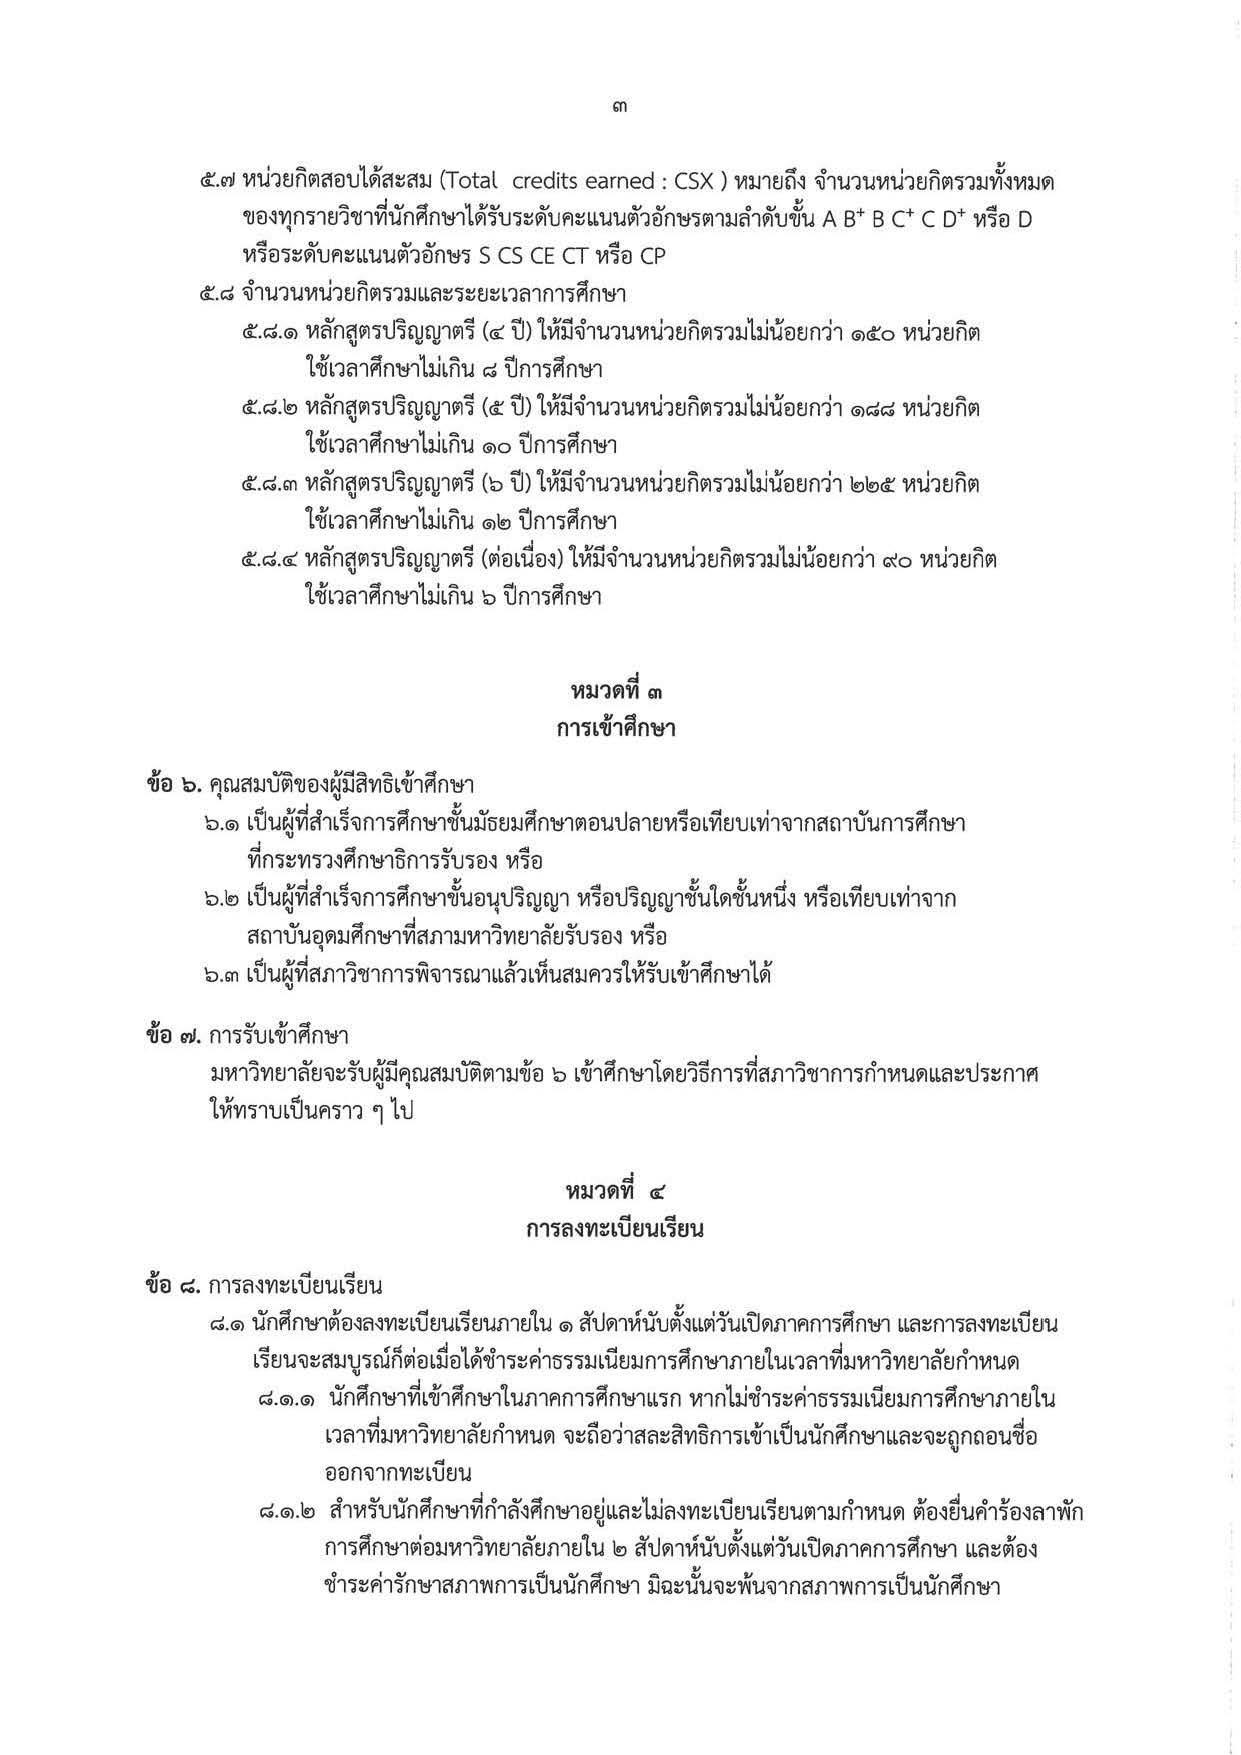 ๓
๕.๗ หน่วยกิตสอบได้สะสม (Total credits earned : CSX ) หมายถึง จำนวนหน่วยกิตรวมทั้งหมด
ของทุกรายวิชาที่นักศึกษาได้รับระดับคะแนนตัวอักษรตามลำดับขั้น A B⁺ B C⁺ C D⁺ หรือ D
หรือระดับคะแนนตัวอักษร S CS CE CT หรือ CP
๕.๘ จำนวนหน่วยกิตรวมและระยะเวลาการศึกษา
๕.๘.๑ หลักสูตรปริญญาตรี (๔ ปี) ให้มีจำนวนหน่วยกิตรวมไม่น้อยกว่า ๑๕๐ หน่วยกิต
ใช้เวลาศึกษาไม่เกิน ๘ ปีการศึกษา
๕.๘.๒ หลักสูตรปริญญาตรี (๕ ปี) ให้มีจำนวนหน่วยกิตรวมไม่น้อยกว่า ๑๘๘ หน่วยกิต
ใช้เวลาศึกษาไม่เกิน ๑๐ ปีการศึกษา
๕.๘.๓ หลักสูตรปริญญาตรี (๖ ปี) ให้มีจำนวนหน่วยกิตรวมไม่น้อยกว่า ๒๒๕ หน่วยกิต
ใช้เวลาศึกษาไม่เกิน ๑๒ ปีการศึกษา
๕.๘.๔ หลักสูตรปริญญาตรี (ต่อเนื่อง) ให้มีจำนวนหน่วยกิตรวมไม่น้อยกว่า ๙๐ หน่วยกิต
ใช้เวลาศึกษาไม่เกิน ๖ ปีการศึกษา
หมวดที่ ๓
การเข้าศึกษา
ข้อ ๖. คุณสมบัติของผู้มีสิทธิเข้าศึกษา
๖.๑ เป็นผู้ที่สำเร็จการศึกษาชั้นมัธยมศึกษาตอนปลายหรือเทียบเท่าจากสถาบันการศึกษา
ที่กระทรวงศึกษาธิการรับรอง หรือ
๖.๒ เป็นผู้ที่สำเร็จการศึกษาขั้นอนุปริญญา หรือปริญญาชั้นใดชั้นหนึ่ง หรือเทียบเท่าจาก
สถาบันอุดมศึกษาที่สภามหาวิทยาลัยรับรอง หรือ
๖.๓ เป็นผู้ที่สภาวิชาการพิจารณาแล้วเห็นสมควรให้รับเข้าศึกษาได้
ข้อ ๗. การรับเข้าศึกษา
มหาวิทยาลัยจะรับผู้มีคุณสมบัติตามข้อ ๖ เข้าศึกษาโดยวิธีการที่สภาวิชาการกำหนดและประกาศ
ให้ทราบเป็นคราว ๆ ไป
หมวดที่ ๔
การลงทะเบียนเรียน
ข้อ ๘. การลงทะเบียนเรียน
๘.๑ นักศึกษาต้องลงทะเบียนเรียนภายใน ๑ สัปดาห์นับตั้งแต่วันเปิดภาคการศึกษา และการลงทะเบียน
เรียนจะสมบูรณ์ก็ต่อเมื่อได้ชำระค่าธรรมเนียมการศึกษาภายในเวลาที่มหาวิทยาลัยกำหนด
๘.๑.๑ นักศึกษาที่เข้าศึกษาในภาคการศึกษาแรก หากไม่ชำระค่าธรรมเนียมการศึกษาภายใน
เวลาที่มหาวิทยาลัยกำหนด จะถือว่าสละสิทธิการเข้าเป็นนักศึกษาและจะถูกถอนชื่อ
ออกจากทะเบียน
๘.๑.๒ สำหรับนักศึกษาที่กำลังศึกษาอยู่และไม่ลงทะเบียนเรียนตามกำหนด ต้องยื่นคำร้องลาพัก
การศึกษาต่อมหาวิทยาลัยภายใน ๒ สัปดาห์นับตั้งแต่วันเปิดภาคการศึกษา และต้อง
ชำระค่ารักษาสภาพการเป็นนักศึกษา มิฉะนั้นจะพ้นจากสภาพการเป็นนักศึกษา